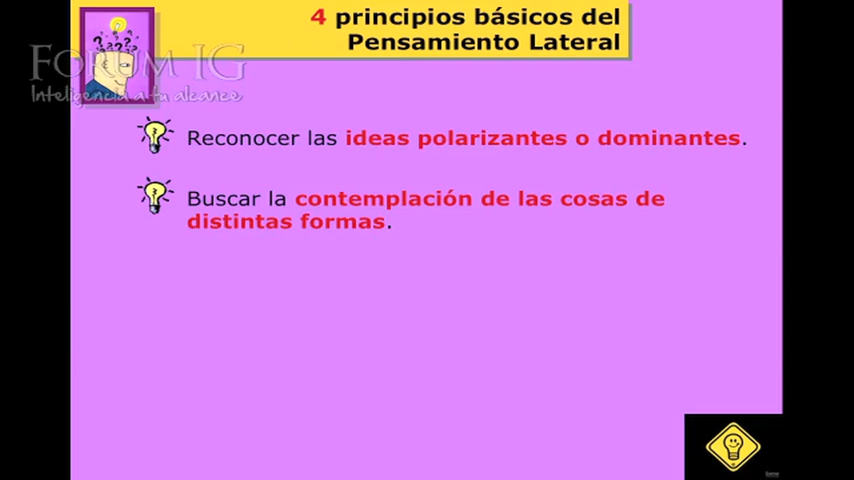 4 principios básicos del
Pensamiento Lateral
FORUM IG
Inteligencia a tu alcance
Reconocer las ideas polarizantes o dominantes.
Buscar la contemplación de las cosas de
distintas formas.